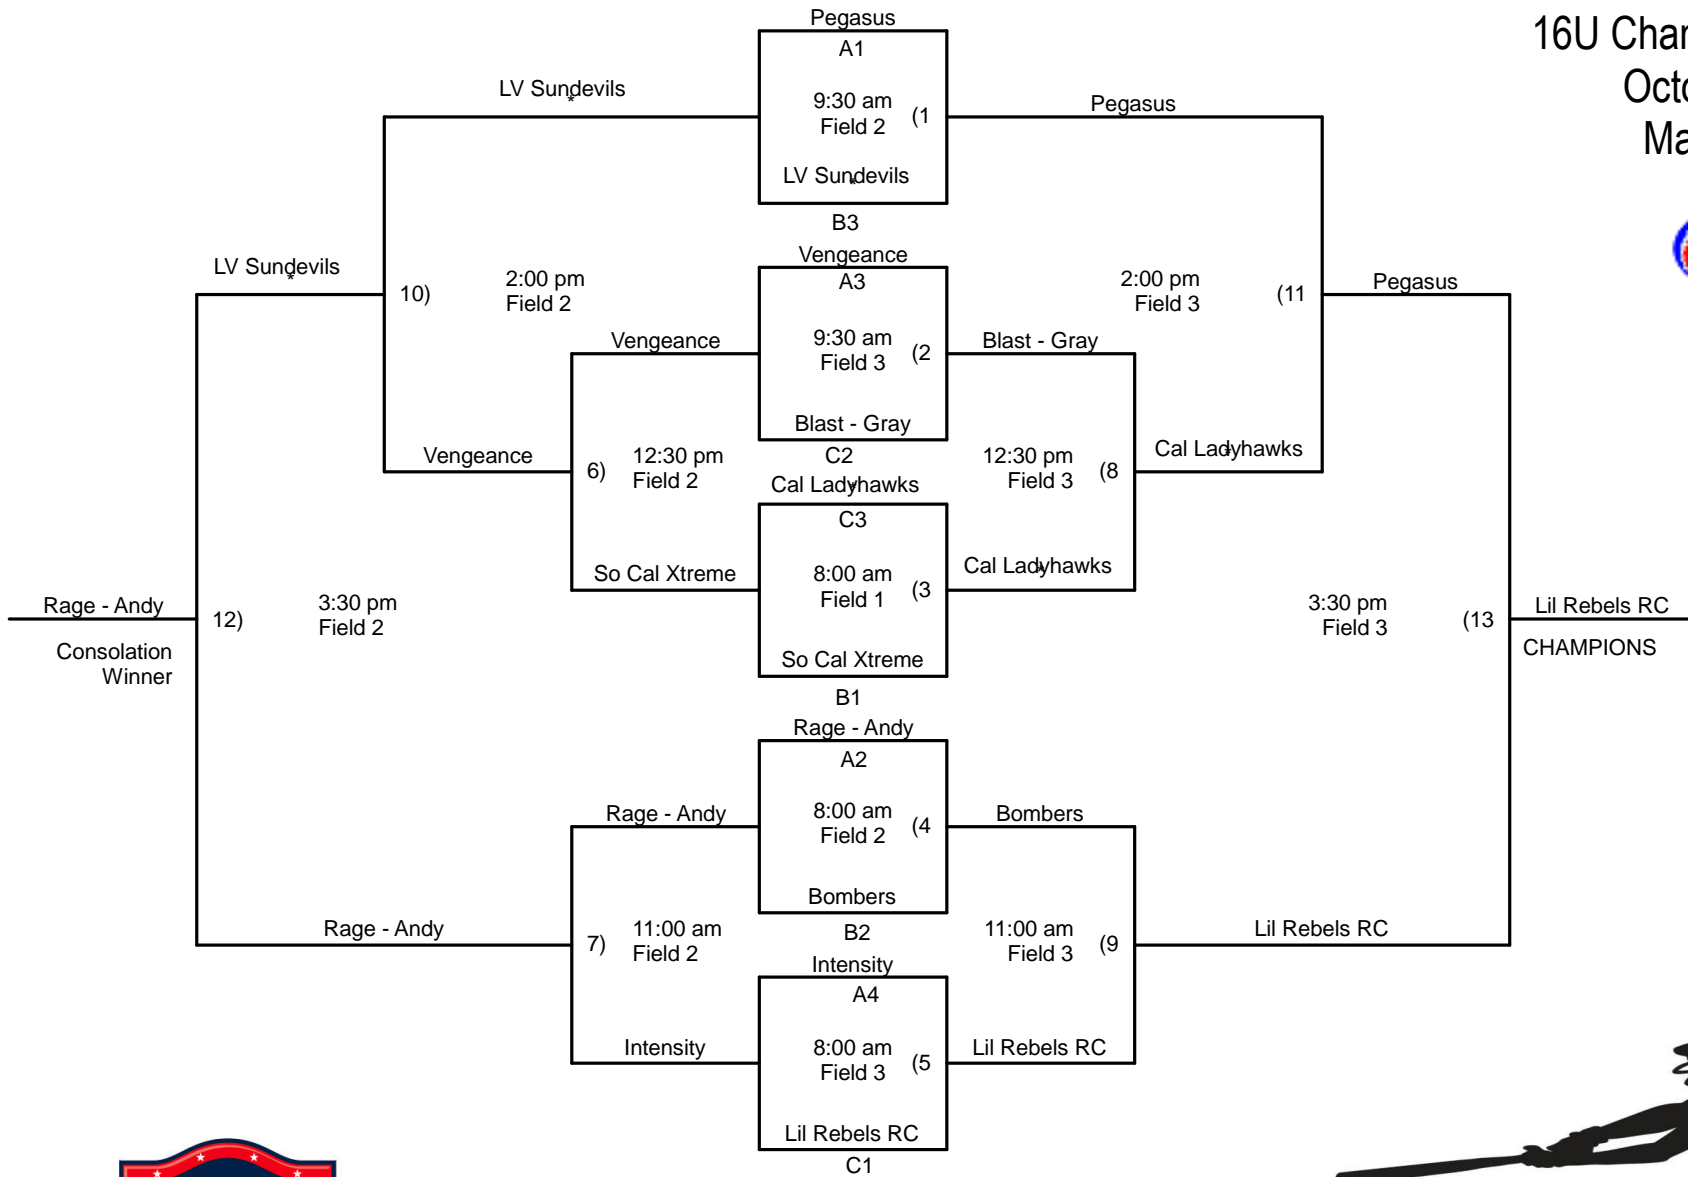 Pegasus
16U Char
A1
LV Sundevils
*
9:30 am
Field 2
(1
Pegasus
Octo
Ma
LV Sundevils
*
B3
Vengeance
LV Sundevils
*
10)
2:00 pm
Field 2
A3
2:00 pm
Field 3
(11
Pegasus
Vengeance
9:30 am
Field 3
(2
Blast - Gray
Blast - Gray
C2
Vengeance
6)
12:30 pm
Field 2
12:30 pm
Field 3
(8
Cal Ladyhawks
*
Cal Ladyhawks
*
C3
So Cal Xtreme
8:00 am
Field 1
(3
Cal Ladyhawks
*
Rage - Andy
12)
3:30 pm
Field 2
3:30 pm
Field 3
(13
Lil Rebels RC
Consolation
Winner
So Cal Xtreme
CHAMPIONS
B1
Rage - Andy
A2
Rage - Andy
8:00 am
Field 2
(4
Bombers
Bombers
B2
Rage - Andy
7)
11:00 am
Field 2
11:00 am
Field 3
(9
Lil Rebels RC
Intensity
A4
Intensity
8:00 am
Field 3
(5
Lil Rebels RC
Lil Rebels RC
C1